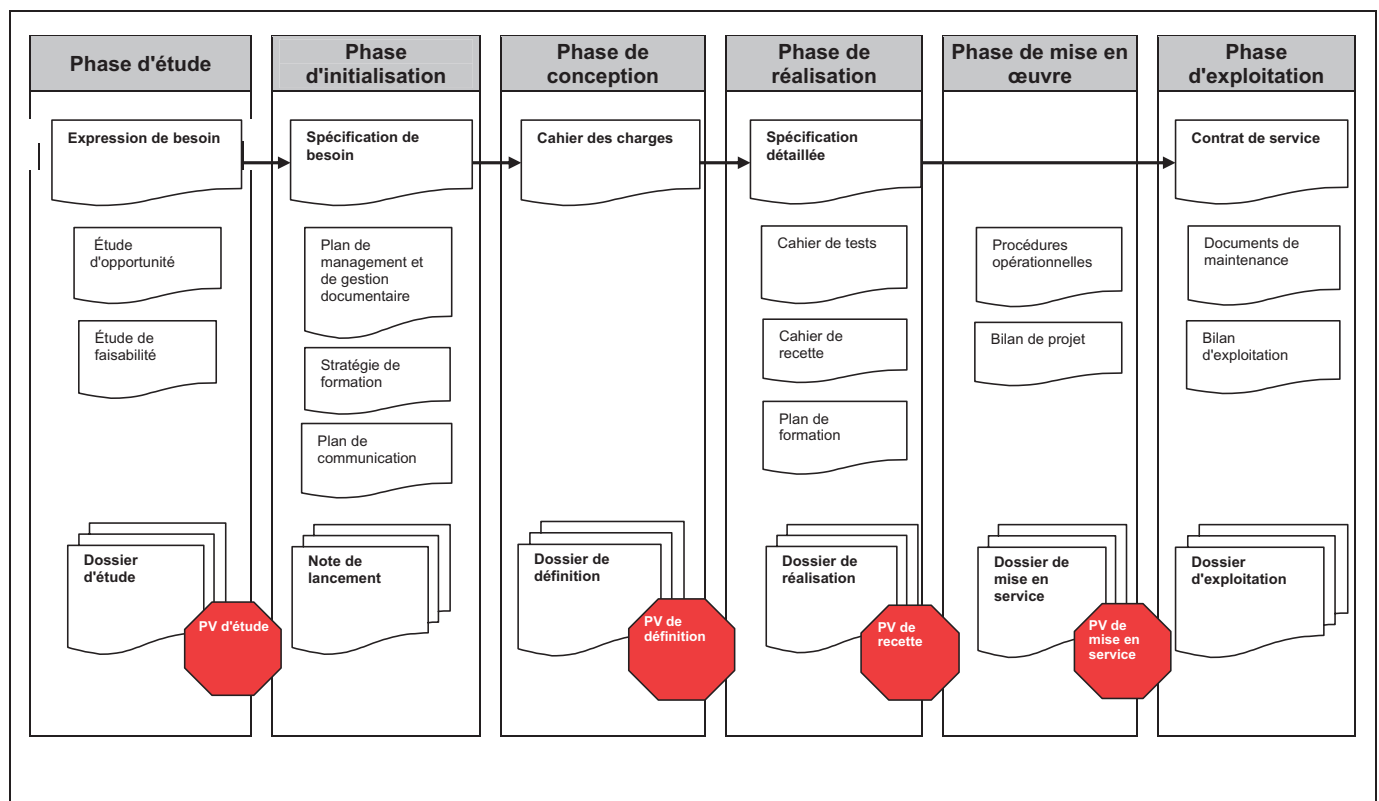 Phase d'étude
Phase
d'initialisation
Phase de
conception
Phase de
réalisation
Phase de mise en
œuvre
Phase
d'exploitation
Expression de besoin
Spécification de
besoin
Cahier des charges
Spécification
détaillée
Contrat de service
Étude
d'opportunité
Étude de
faisabilité
Plan de
management et
de gestion
documentaire
Stratégie de
formation
Plan de
communication
Cahier de tests
Cahier de
recette
Plan de
formation
Procédures
opérationnelles
Bilan de projet
Documents de
maintenance
Bilan
d'exploitation
Dossier
d'étude
PV d'étude
Note de
lancement
Dossier de
définition
PV de
définition
Dossier de
réalisation
PV de
recette
Dossier de
mise en
service
PV de
mise en
service
Dossier
d'exploitation